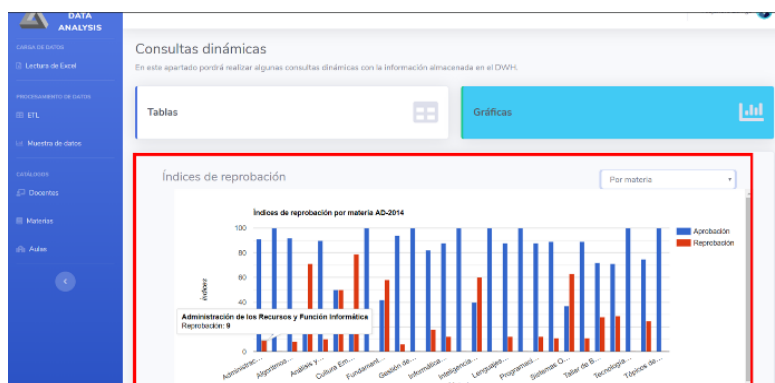 DATA
ANALYSIS
CARGA DE DATOS
Lectura de Excel
PROCESAMIENTO DE DATOS
ETL
Muestra de datos
CATÁLOGOS
Docentes
Materias
Aulas
Consultas dinámicas
En este apartado pordrá realizar algunas consultas dinámicas con la información almacenada en el DWH.
Tablas
Gráficas
Índices de reprobación
Por materia
Índices de reprobación por materia AD-2014
Aprobación
Reprobación
100
80
60
40
0
índices
Administración de los Recursos y Función Informática
Reprobación: 9
Administrac...
Algoritmos...
Análisis y...
Cultura Em...
Fundament...
Gestión de...
Informática...
Inteligencia...
Lenguajes...
Programaci...
Sistemas O...
Taller de B...
Tecnología...
Tópicos de...